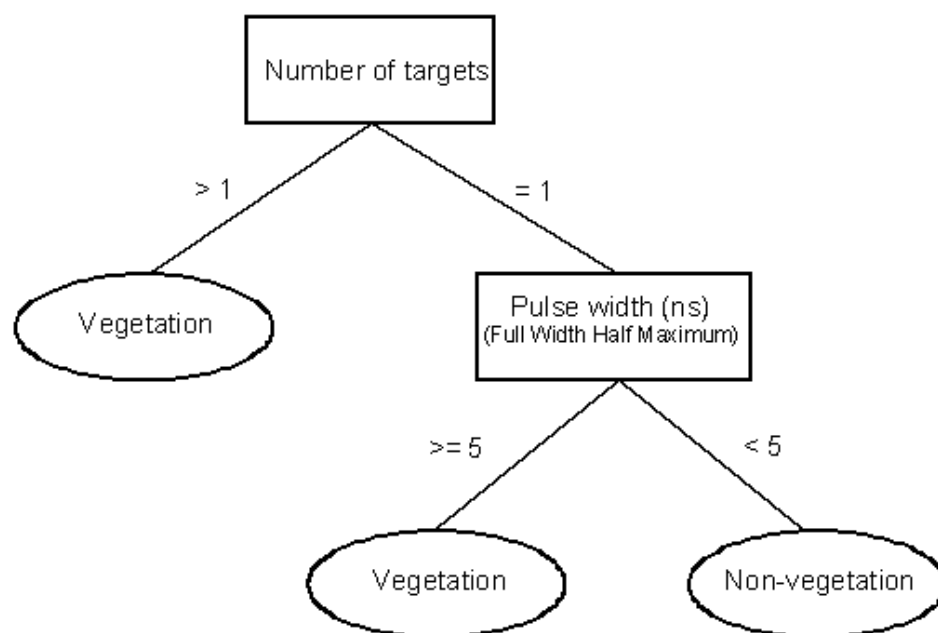 Number of targets
> 1
= 1
Vegetation
Pulse width (ns)
(Full Width Half Maximum)
>= 5
< 5
Vegetation
Non-vegetation